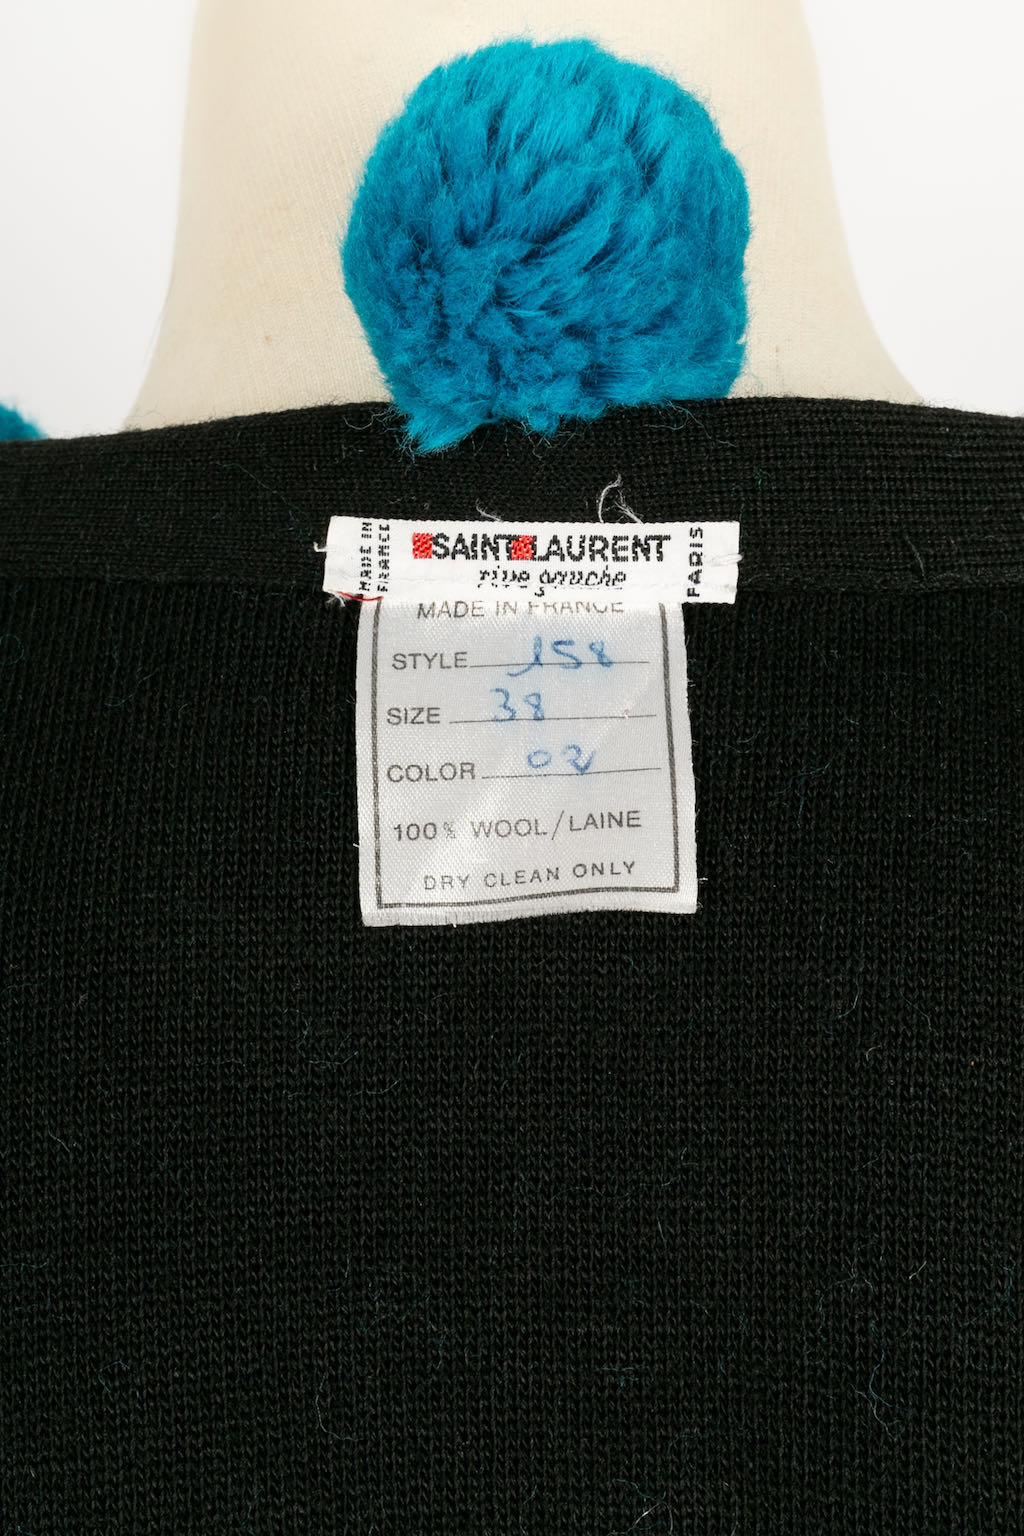 MADE IN
FRANCE
SAINT LAURENT
rive gauche
PARIS
MADE IN FRANCE
STYLE 158
SIZE 38
COLOR 02
100% WOOL/LAINE
DRY CLEAN ONLY